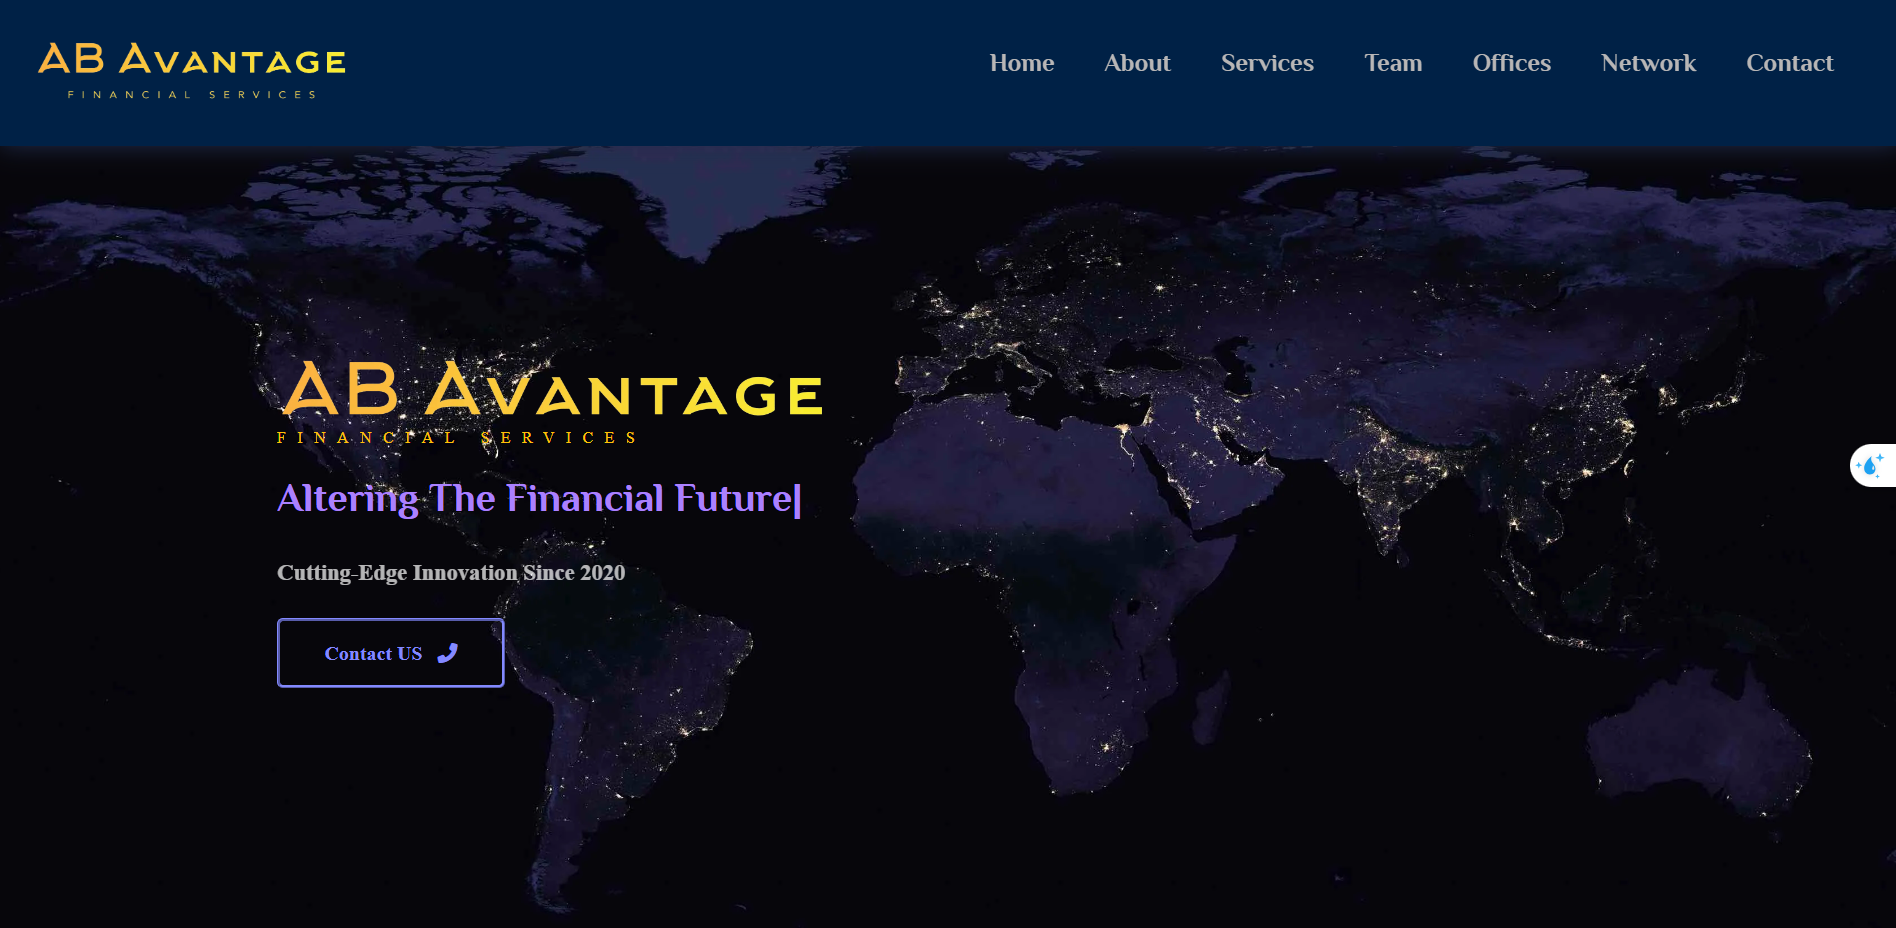 AB AVANTAGE
FINANCIAL SERVICES
Home About Services Team Offices Network Contact
AB AVANTAGE
FINANCIAL SERVICES
Altering The Financial Future|
Cutting-Edge Innovation Since 2020
Contact US